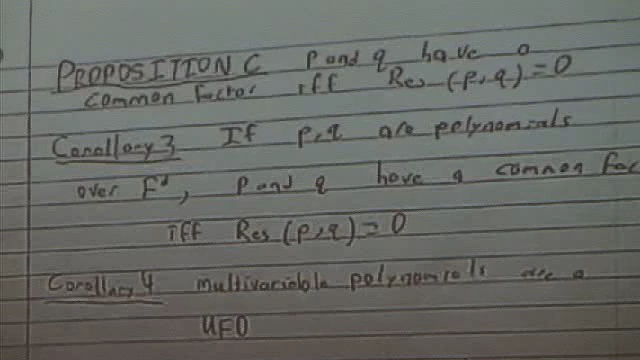 PROPOSITION C p and q have a
common factor iff Res (p,q)=0
Corollary 3 If p,q are polynomials
over F^d, p and q have a common fac
iff Res (p,q)=0
Corollary 4 Multivariable polynomials are a
UFD